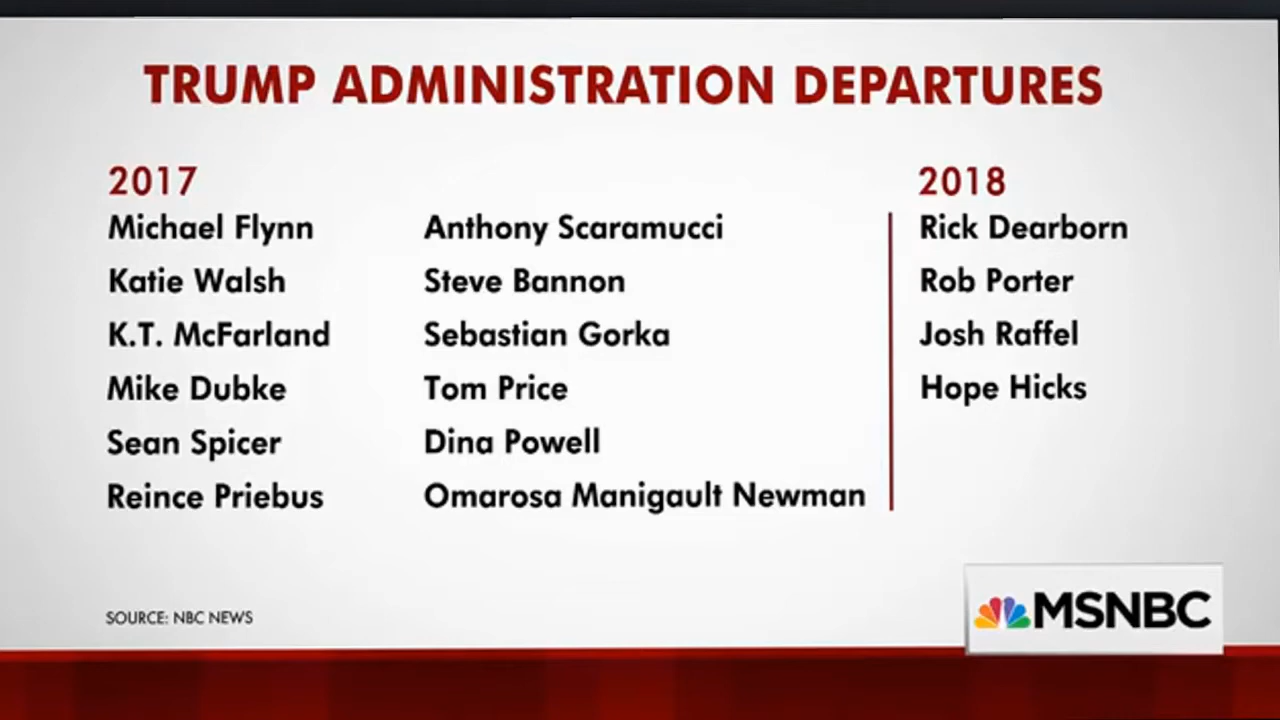 TRUMP ADMINISTRATION DEPARTURES
2017
Michael Flynn
Katie Walsh
K.T. McFarland
Mike Dubke
Sean Spicer
Reince Priebus
Anthony Scaramucci
Steve Bannon
Sebastian Gorka
Tom Price
Dina Powell
Omarosa Manigault Newman
2018
Rick Dearborn
Rob Porter
Josh Raffel
Hope Hicks
SOURCE: NBC NEWS
MSNBC